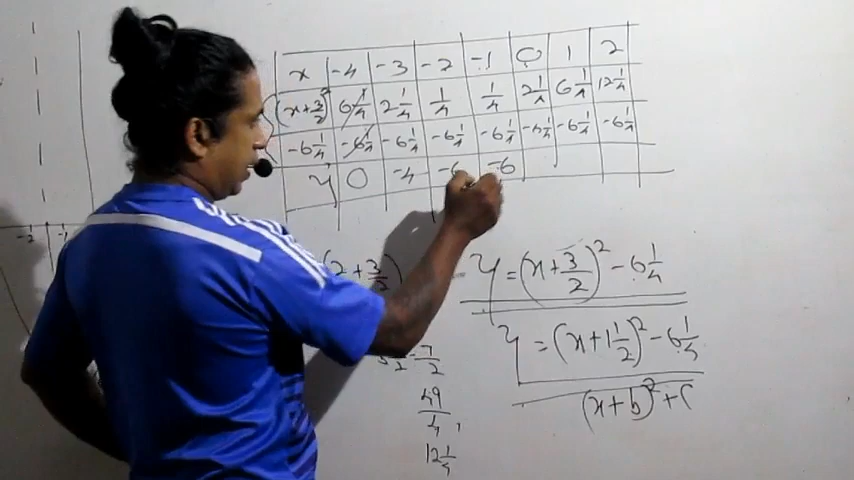 x -4 -3 -2 -1 0 1 2
(x+3/2)² 6 1/4 2 1/4 1/4 1/4 2 1/4 6 1/4 12 1/4
-6 1/4 -6 1/4 -6 1/4 -6 1/4 -6 1/4 -6 1/4 -6 1/4 -6 1/4
y 0 -4 -6 -6
-2 -1
(2+3/2)
y = (x+3/2)² - 6 1/4
y = (x+1 1/2)² - 6 1/4
7/2
49/4,
(x+b)²+c
12 1/4